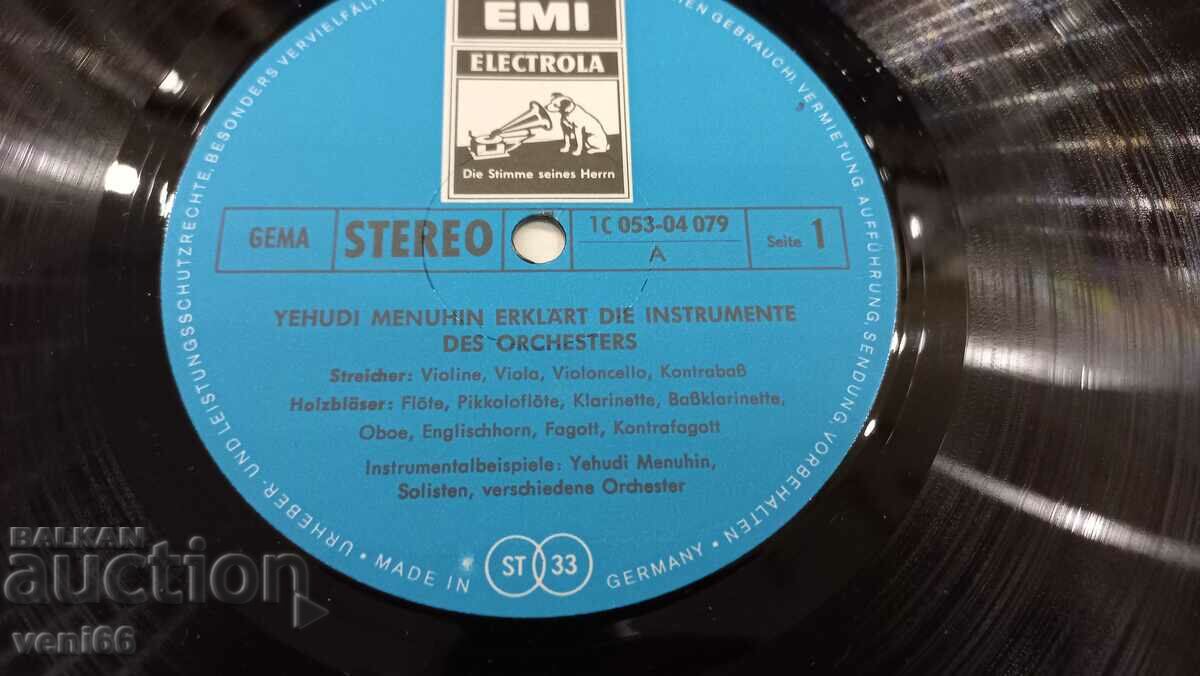 EMI
ELECTROLA
Die Stimme seines Herrn
GEMA
STEREO
1C 053-04 079
A
Seite 1
YEHUDI MENUHIN ERKLÄRT DIE INSTRUMENTE
DES ORCHESTERS
Streicher: Violine, Viola, Violoncello, Kontrabaß
Holzbläser: Flöte, Pikkoloflöte, Klarinette, Baßklarinette,
Oboe, Englischhorn, Fagott, Kontrafagott
Instrumentalbeispiele: Yehudi Menuhin,
Solisten, verschiedene Orchester
URHEBER- UND LEISTUNGSSCHUTZRECHTE, BESONDERS
GEBRAUCH), VERMIETUNG, AUFFÜHRUNG, SENDUNG, VORBEHALTEN
• MADE IN
ST 33
GERMANY •
BALKAN
auction
veni66